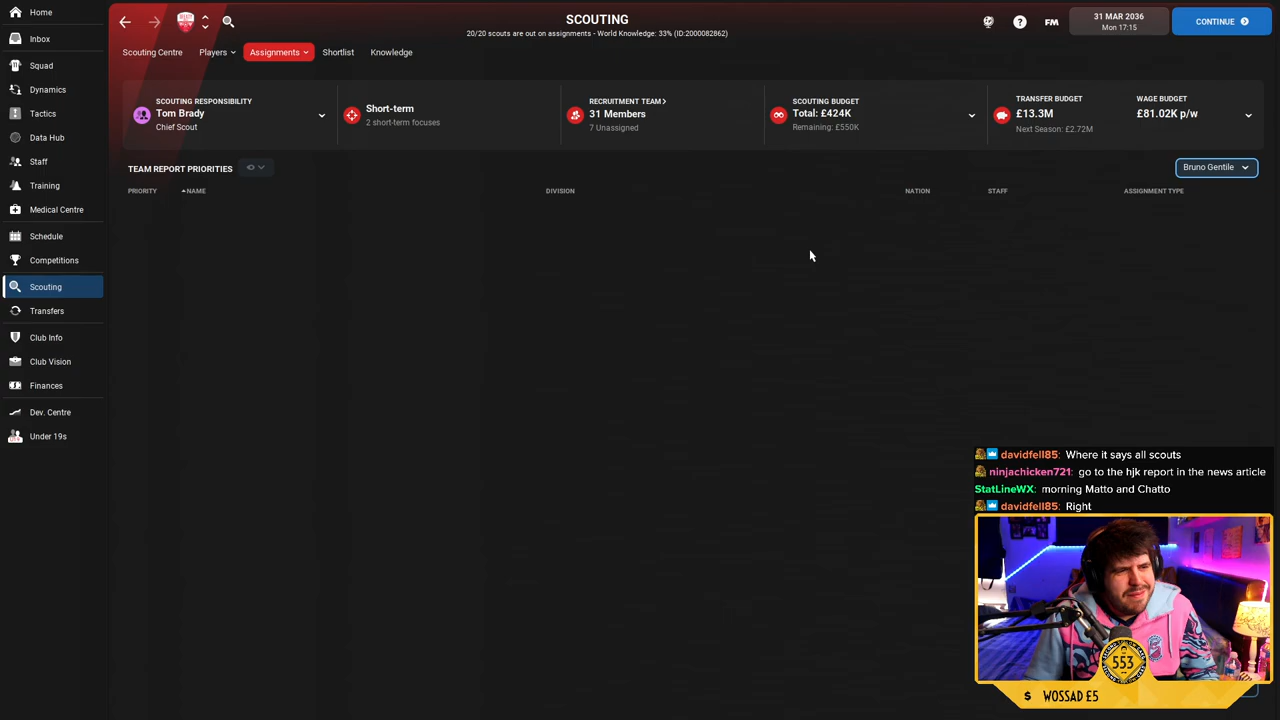 Home
Inbox
Squad
Dynamics
Tactics
Data Hub
Staff
Training
Medical Centre
Schedule
Competitions
Scouting
Transfers
Club Info
Club Vision
Finances
Dev. Centre
Under 19s
SCOUTING
20/20 scouts are out on assignments - World Knowledge: 33% (ID:2000082862)
FM
31 MAR 2036
Mon 17:15
CONTINUE
Scouting Centre
Players
Assignments
Shortlist
Knowledge
SCOUTING RESPONSIBILITY
Tom Brady
Chief Scout
Short-term
2 short-term focuses
RECRUITMENT TEAM
31 Members
7 Unassigned
SCOUTING BUDGET
Total: £424K
Remaining: £550K
TRANSFER BUDGET
£13.3M
Next Season: £2.72M
WAGE BUDGET
£81.02K p/w
TEAM REPORT PRIORITIES
Bruno Gentile
PRIORITY NAME DIVISION NATION STAFF ASSIGNMENT TYPE
davidfell85: Where it says all scouts
ninjachicken721: go to the hjk report in the news article
StatLineWX: morning Matto and Chatto
davidfell85: Right
553
$ WOSSAD £5